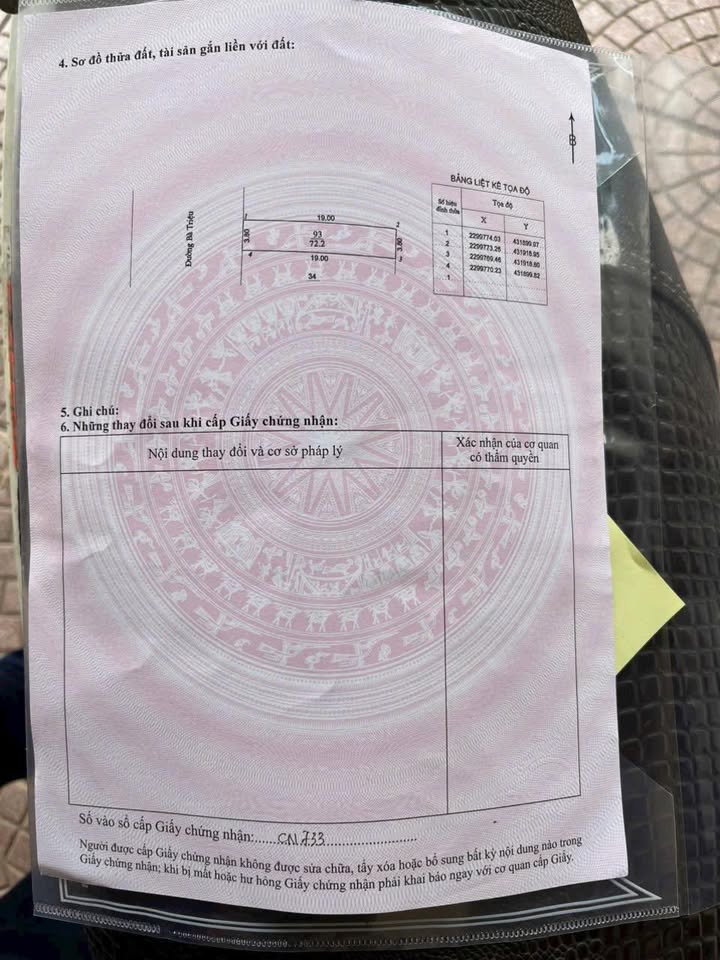 4. Sơ đồ thửa đất, tài sản gắn liền với đất:
B
BẢNG LIỆT KÊ TỌA ĐỘ
Số hiệu đỉnh thửa
Tọa độ
X Y
1 2299774.03 431899.97
2 2299773.26 431918.95
3 2299769.46 431918.80
4 2299770.23 431899.82
1
Đường Bà Triệu
1 19.00 2
3.80 93 3.80
72.2
4 19.00 3
34
5. Ghi chú:
6. Những thay đổi sau khi cấp Giấy chứng nhận:
Nội dung thay đổi và cơ sở pháp lý
Xác nhận của cơ quan
có thẩm quyền
Số vào sổ cấp Giấy chứng nhận:......CN 733......................
Người được cấp Giấy chứng nhận không được sửa chữa, tẩy xóa hoặc bổ sung bất kỳ nội dung nào trong
Giấy chứng nhận; khi bị mất hoặc hư hỏng Giấy chứng nhận phải khai báo ngay với cơ quan cấp Giấy.